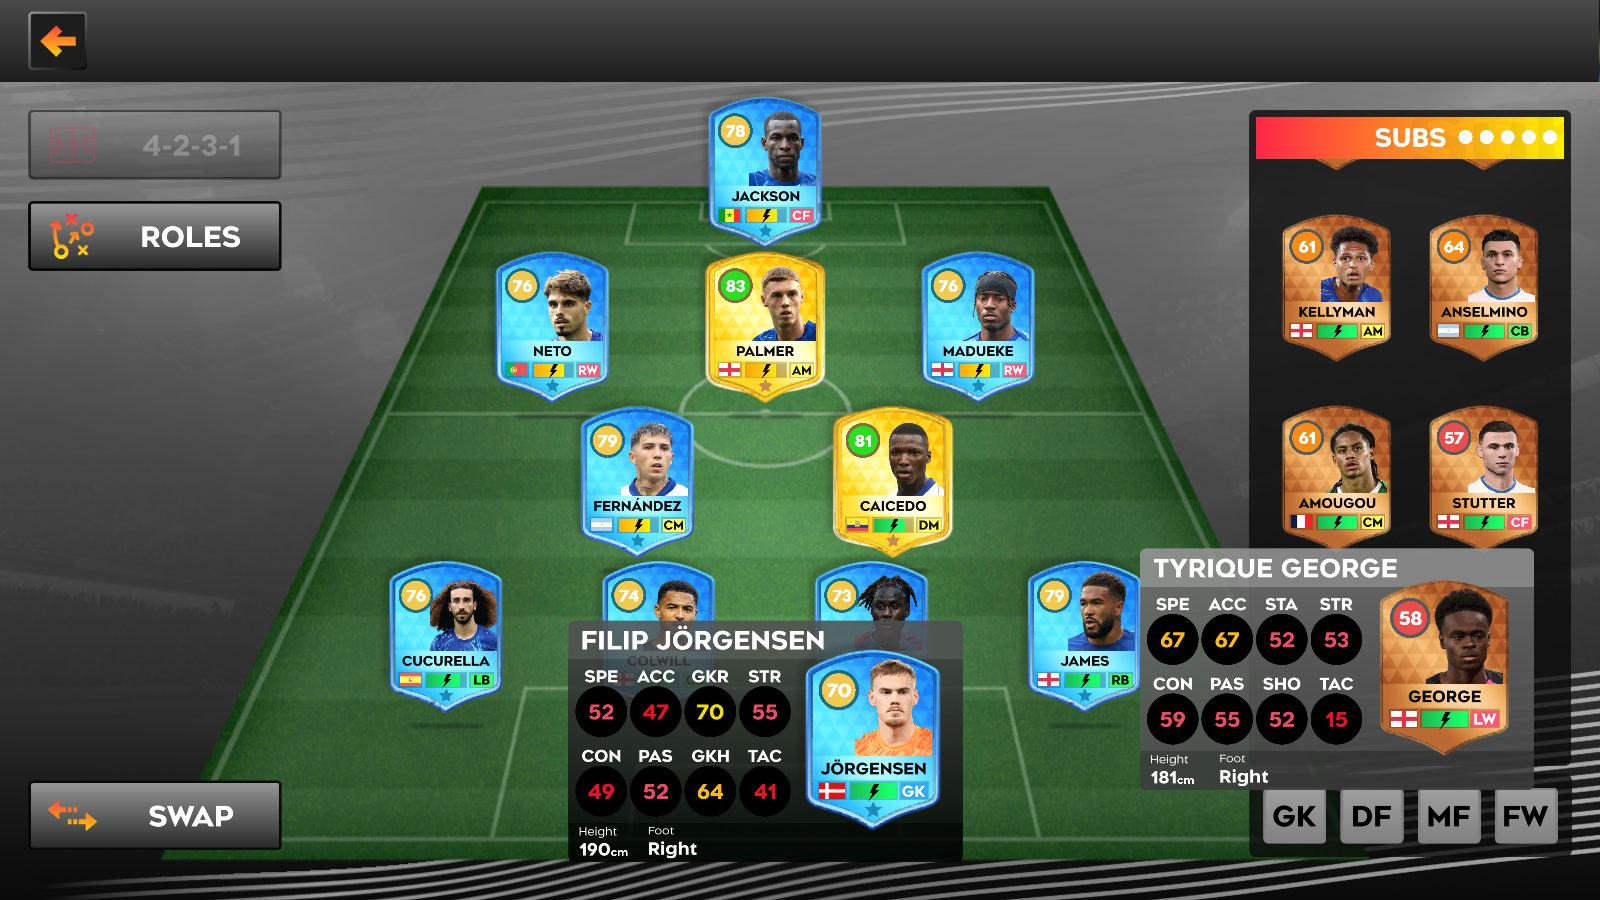 4-2-3-1
ROLES
SWAP
78
JACKSON
CF
76
NETO
RW
83
PALMER
AM
76
MADUEKE
RW
79
FERNÁNDEZ
CM
81
CAICEDO
DM
76
CUCURELLA
LB
74
COLWILL
73
79
JAMES
RB
FILIP JÖRGENSEN
SPE ACC GKR STR
52 47 70 55
CON PAS GKH TAC
49 52 64 41
Height Foot
190cm Right
70
JÖRGENSEN
GK
SUBS
61
KELLYMAN
AM
64
ANSELMINO
CB
61
AMOUGOU
CM
57
STUTTER
CF
TYRIQUE GEORGE
SPE ACC STA STR
67 67 52 53
CON PAS SHO TAC
59 55 52 15
Height Foot
181cm Right
58
GEORGE
LW
GK DF MF FW